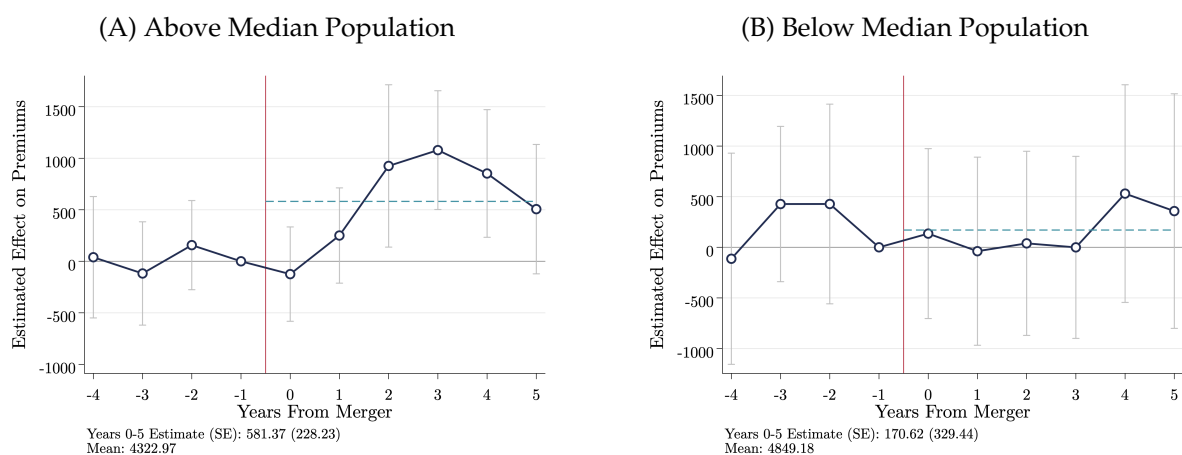 (A) Above Median Population
Estimated Effect on Premiums
1500
1000
500
0
-500
-1000
-4 -3 -2 -1 0 1 2 3 4 5
Years From Merger
Years 0-5 Estimate (SE): 581.37 (228.23)
Mean: 4322.97
(B) Below Median Population
Estimated Effect on Premiums
1500
1000
500
0
-500
-1000
-4 -3 -2 -1 0 1 2 3 4 5
Years From Merger
Years 0-5 Estimate (SE): 170.62 (329.44)
Mean: 4849.18